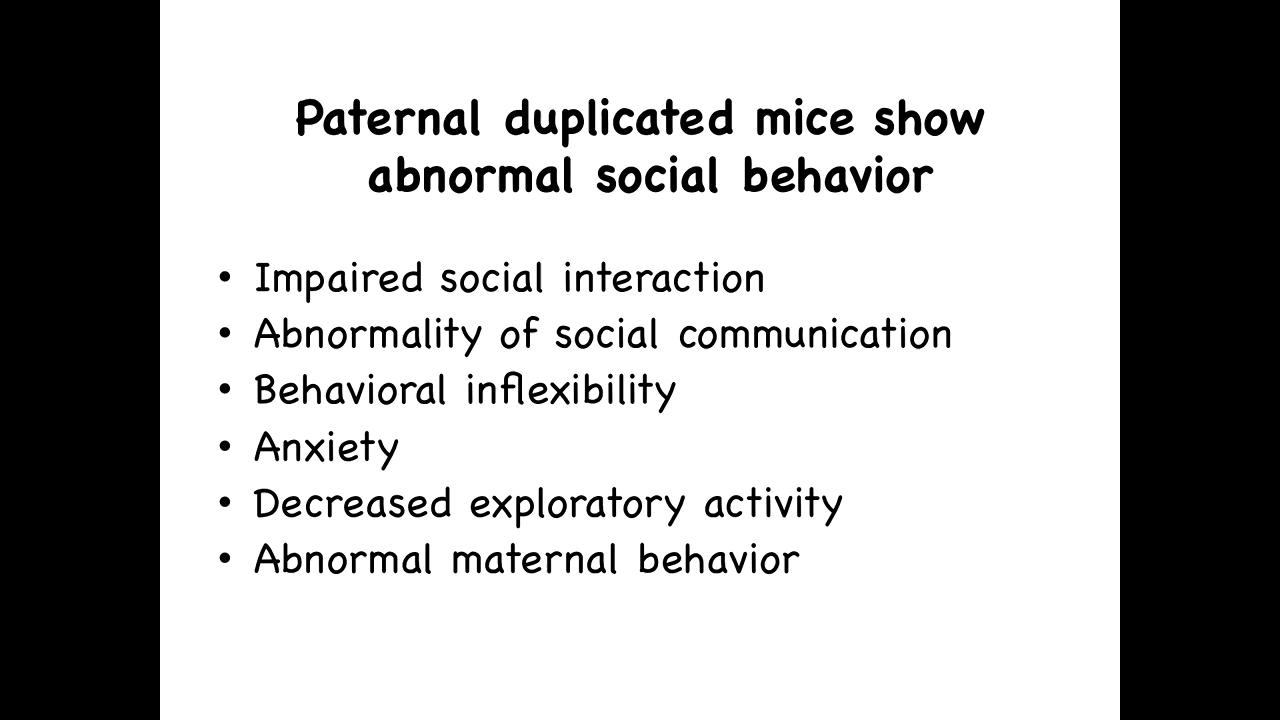 Paternal duplicated mice show
abnormal social behavior
• Impaired social interaction
• Abnormality of social communication
• Behavioral inflexibility
• Anxiety
• Decreased exploratory activity
• Abnormal maternal behavior